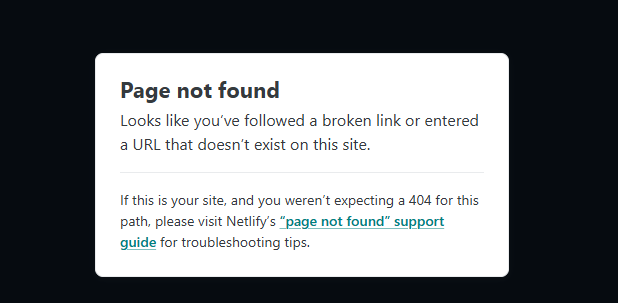 Page not found
Looks like you’ve followed a broken link or entered
a URL that doesn’t exist on this site.
If this is your site, and you weren’t expecting a 404 for this
path, please visit Netlify’s “page not found” support
guide for troubleshooting tips.